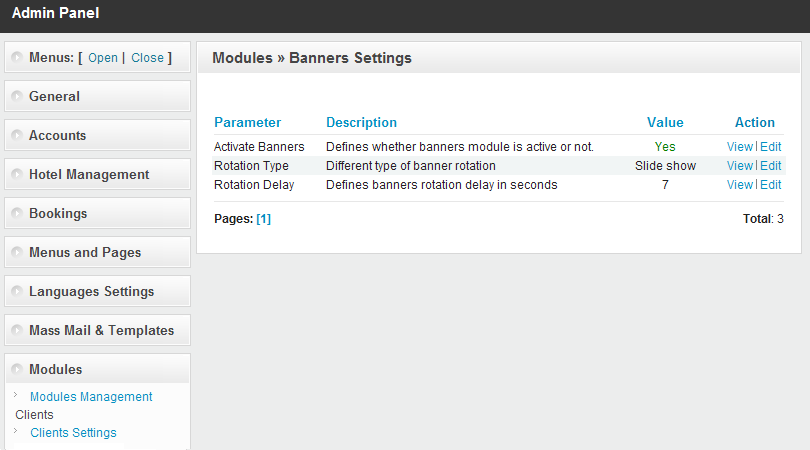 Admin Panel
Menus: [ Open | Close ]
General
Accounts
Hotel Management
Bookings
Menus and Pages
Languages Settings
Mass Mail & Templates
Modules
Modules Management
Clients
Clients Settings
Modules » Banners Settings
Parameter Description Value Action
Activate Banners Defines whether banners module is active or not. Yes View | Edit
Rotation Type Different type of banner rotation Slide show View | Edit
Rotation Delay Defines banners rotation delay in seconds 7 View | Edit
Pages: [1] Total: 3